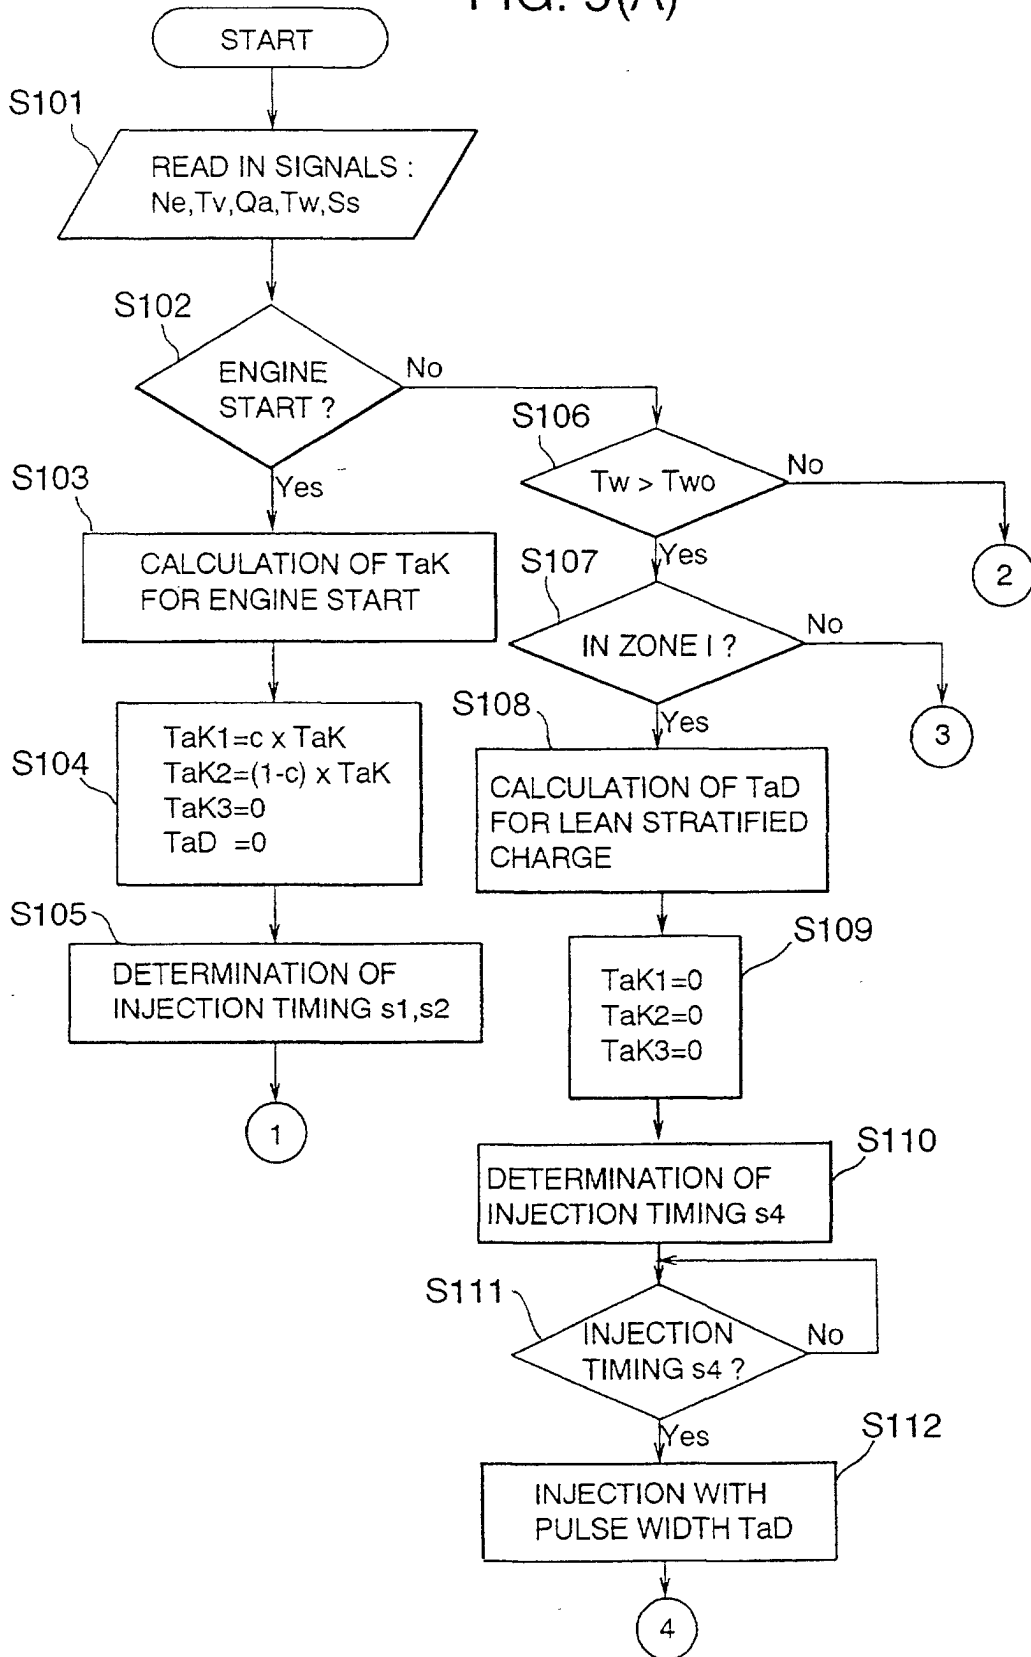 FIG. 5(A)
START
S101
READ IN SIGNALS :
Ne,Tv,Qa,Tw,Ss
S102
ENGINE
START ?
No
Yes
S103
CALCULATION OF TaK
FOR ENGINE START
S104
TaK1=c x TaK
TaK2=(1-c) x TaK
TaK3=0
TaD =0
S105
DETERMINATION OF
INJECTION TIMING s1,s2
1
S106
Tw > Two
No
2
Yes
S107
IN ZONE I ?
No
3
Yes
S108
CALCULATION OF TaD
FOR LEAN STRATIFIED
CHARGE
S109
TaK1=0
TaK2=0
TaK3=0
S110
DETERMINATION OF
INJECTION TIMING s4
S111
INJECTION
TIMING s4 ?
No
Yes
S112
INJECTION WITH
PULSE WIDTH TaD
4